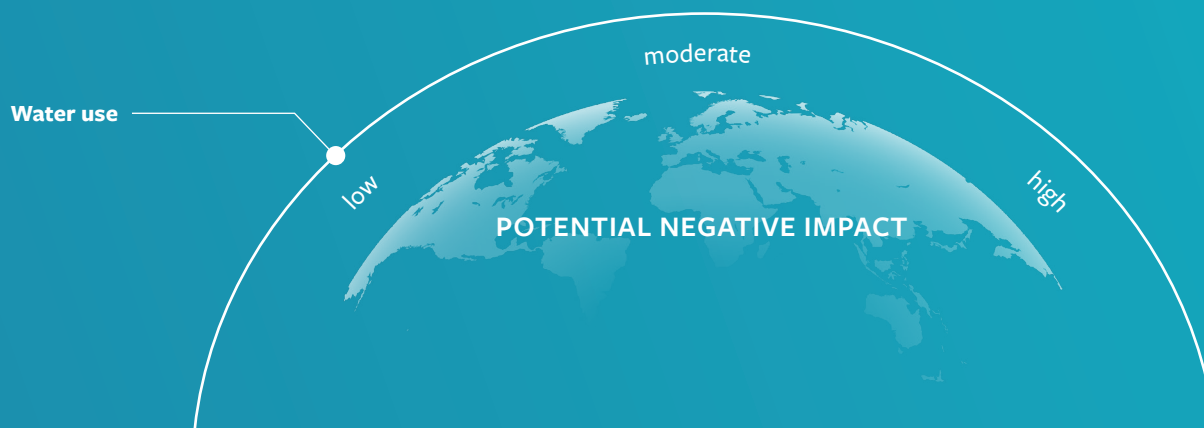 moderate
Water use
low
high
POTENTIAL NEGATIVE IMPACT